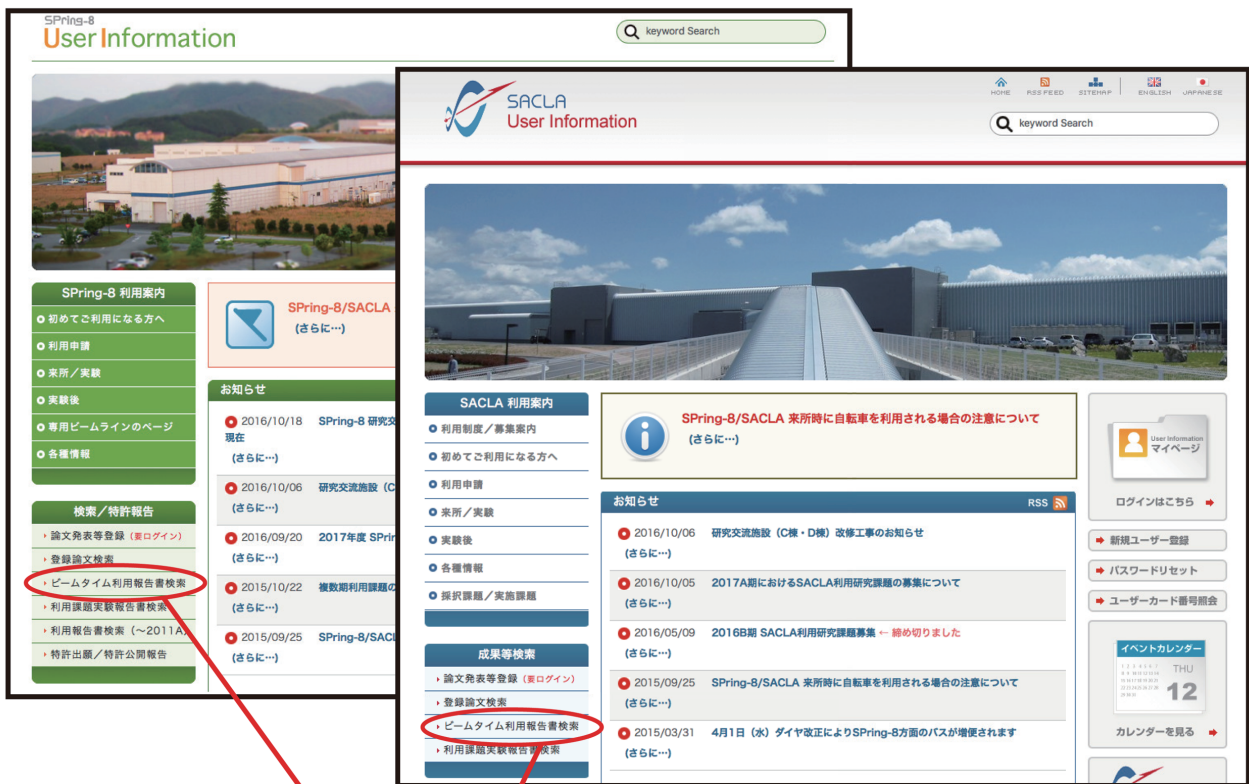 SPring-8
User Information
keyword Search
SPring-8 利用案内
初めてご利用になる方へ
利用申請
来所／実験
実験後
専用ビームラインのページ
各種情報
検索／特許報告
論文発表等登録（要ログイン）
登録論文検索
ビームタイム利用報告書検索
利用課題実験報告書検索
利用報告書検索（～2011A）
特許出願／特許公開報告
SPring-8/SACLA
(さらに…)
お知らせ
2016/10/18 SPring-8 研究交
現在
(さらに…)
2016/10/06 研究交流施設（C
(さらに…)
2016/09/20 2017年度 SPrin
(さらに…)
2015/10/22 複数期利用課題の
(さらに…)
2015/09/25 SPring-8/SACL
(さらに…)
SACLA
User Information
HOME RSS FEED SITEMAP ENGLISH JAPANESE
keyword Search
SACLA 利用案内
利用制度／募集案内
初めてご利用になる方へ
利用申請
来所／実験
実験後
各種情報
採択課題／実施課題
成果等検索
論文発表等登録（要ログイン）
登録論文検索
ビームタイム利用報告書検索
利用課題実験報告書検索
SPring-8/SACLA 来所時に自転車を利用される場合の注意について
(さらに…)
お知らせ RSS
2016/10/06 研究交流施設（C棟・D棟）改修工事のお知らせ
(さらに…)
2016/10/05 2017A期におけるSACLA利用研究課題の募集について
(さらに…)
2016/05/09 2016B期 SACLA利用研究課題募集 ← 締め切りました
(さらに…)
2015/09/25 SPring-8/SACLA 来所時に自転車を利用される場合の注意について
(さらに…)
2015/03/31 4月1日（水）ダイヤ改正によりSPring-8方面のバスが増便されます
(さらに…)
User Information
マイページ
ログインはこちら
新規ユーザー登録
パスワードリセット
ユーザーカード番号照会
イベントカレンダー
THU
12
カレンダーを見る